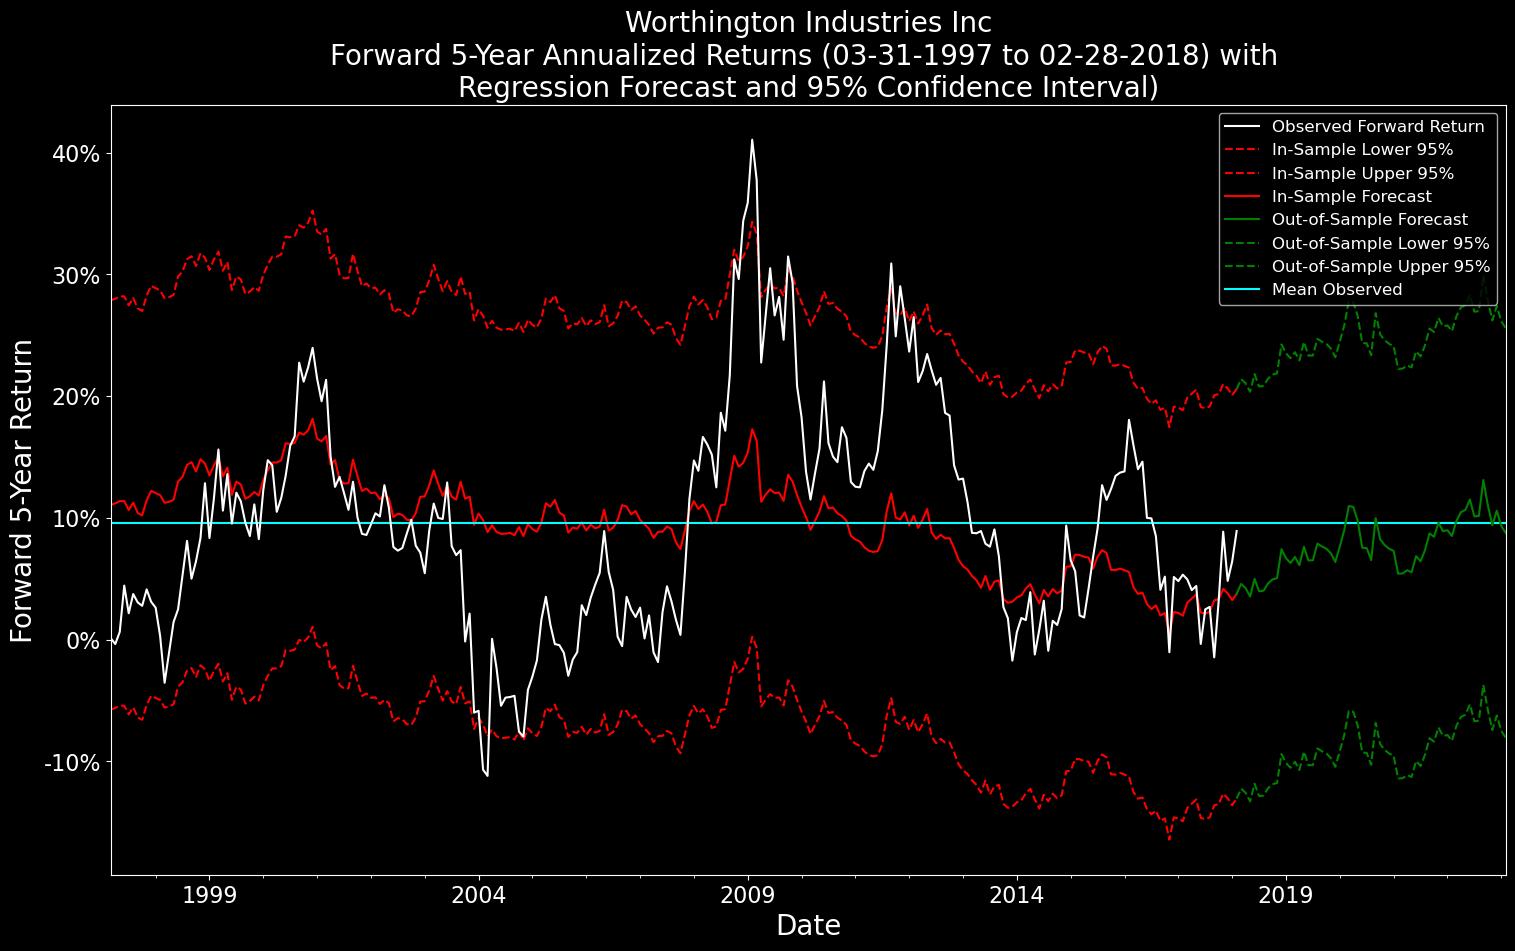 Worthington Industries Inc
Forward 5-Year Annualized Returns (03-31-1997 to 02-28-2018) with
Regression Forecast and 95% Confidence Interval)
Observed Forward Return
In-Sample Lower 95%
In-Sample Upper 95%
In-Sample Forecast
Out-of-Sample Forecast
Out-of-Sample Lower 95%
Out-of-Sample Upper 95%
Mean Observed
Forward 5-Year Return
40%
30%
20%
10%
0%
-10%
1999 2004 2009 2014 2019
Date